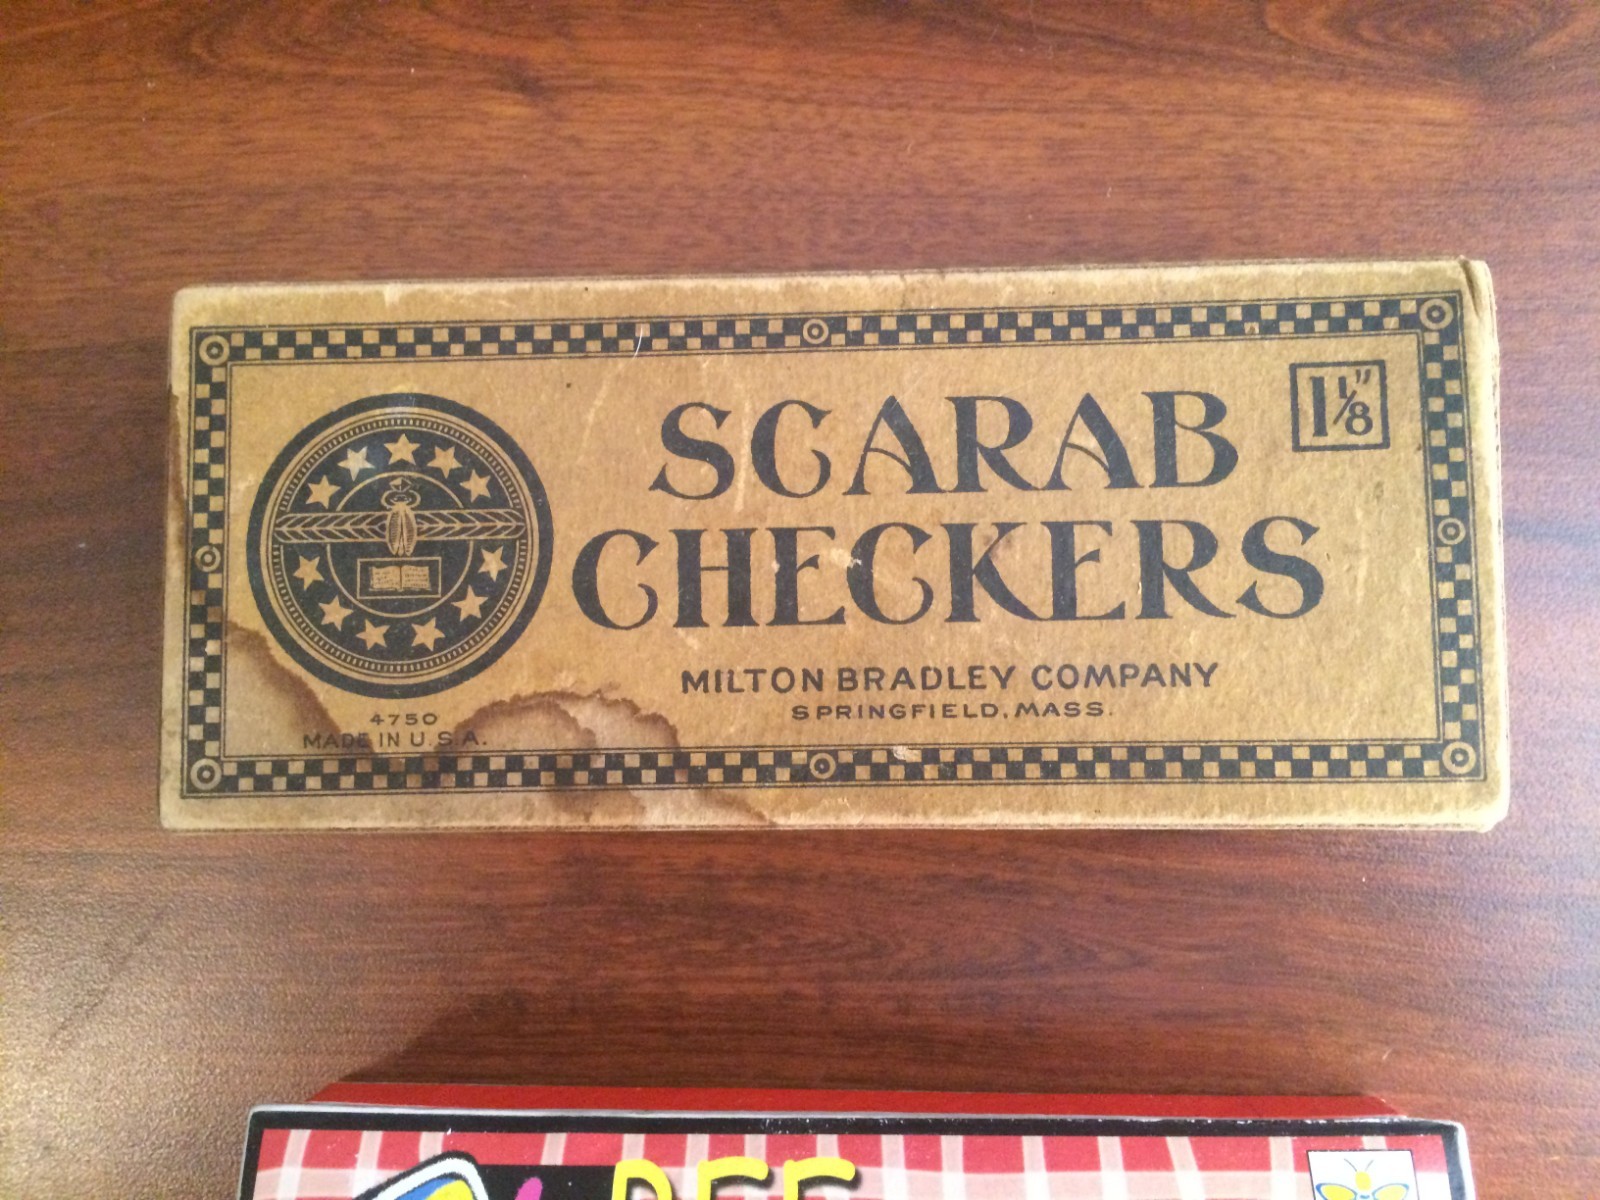 SCARAB
1 1/8"
CHECKERS
MILTON BRADLEY COMPANY
SPRINGFIELD, MASS.
4750
MADE IN U.S.A.